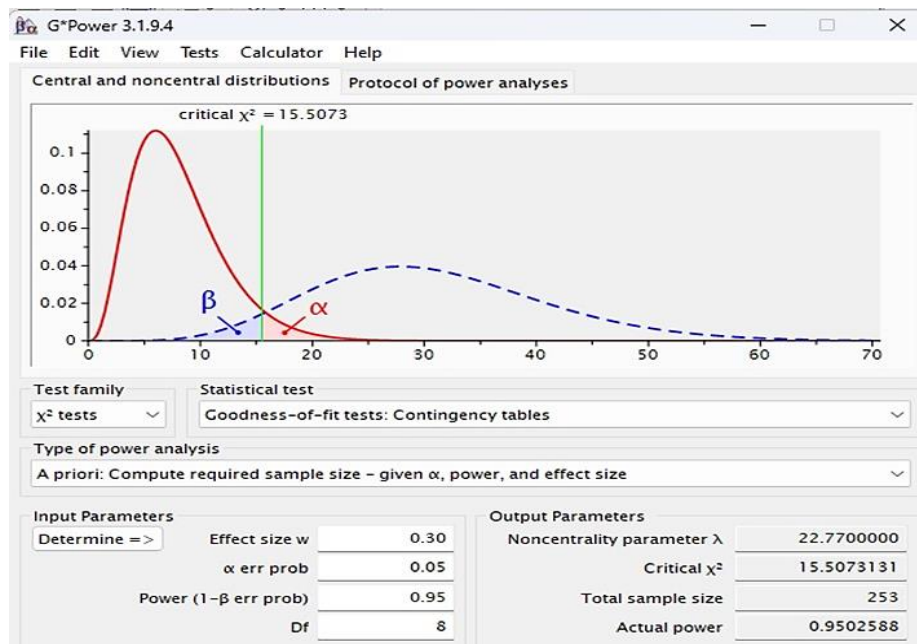 G*Power 3.1.9.4
File Edit View Tests Calculator Help
Central and noncentral distributions Protocol of power analyses
critical χ² = 15.5073
0.1
0.08
0.06
0.04
0.02
0
β α
0 10 20 30 40 50 60 70
Test family Statistical test
χ² tests Goodness-of-fit tests: Contingency tables
Type of power analysis
A priori: Compute required sample size – given α, power, and effect size
Input Parameters Output Parameters
Determine => Effect size w 0.30 Noncentrality parameter λ 22.7700000
α err prob 0.05 Critical χ² 15.5073131
Power (1-β err prob) 0.95 Total sample size 253
Df 8 Actual power 0.9502588